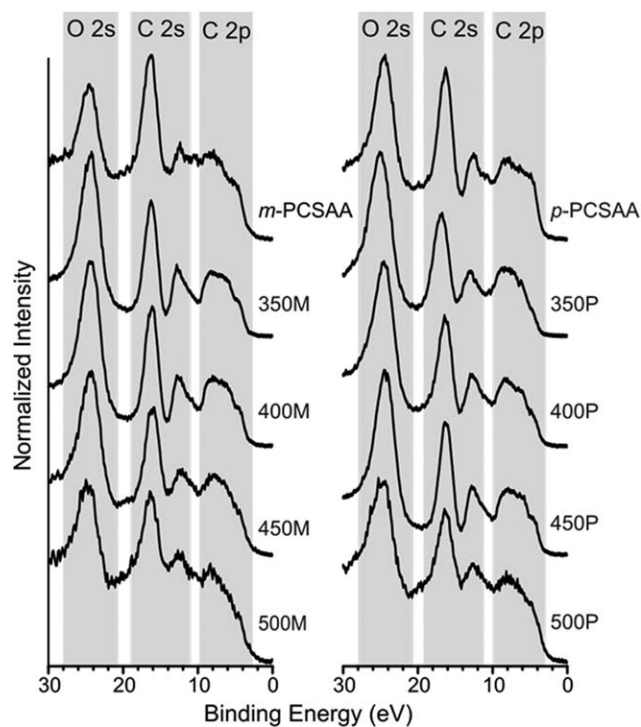 O 2s C 2s C 2p
O 2s C 2s C 2p
Normalized Intensity
m-PCSAA
350M
400M
450M
500M
p-PCSAA
350P
400P
450P
500P
30 20 10 0
30 20 10 0
Binding Energy (eV)